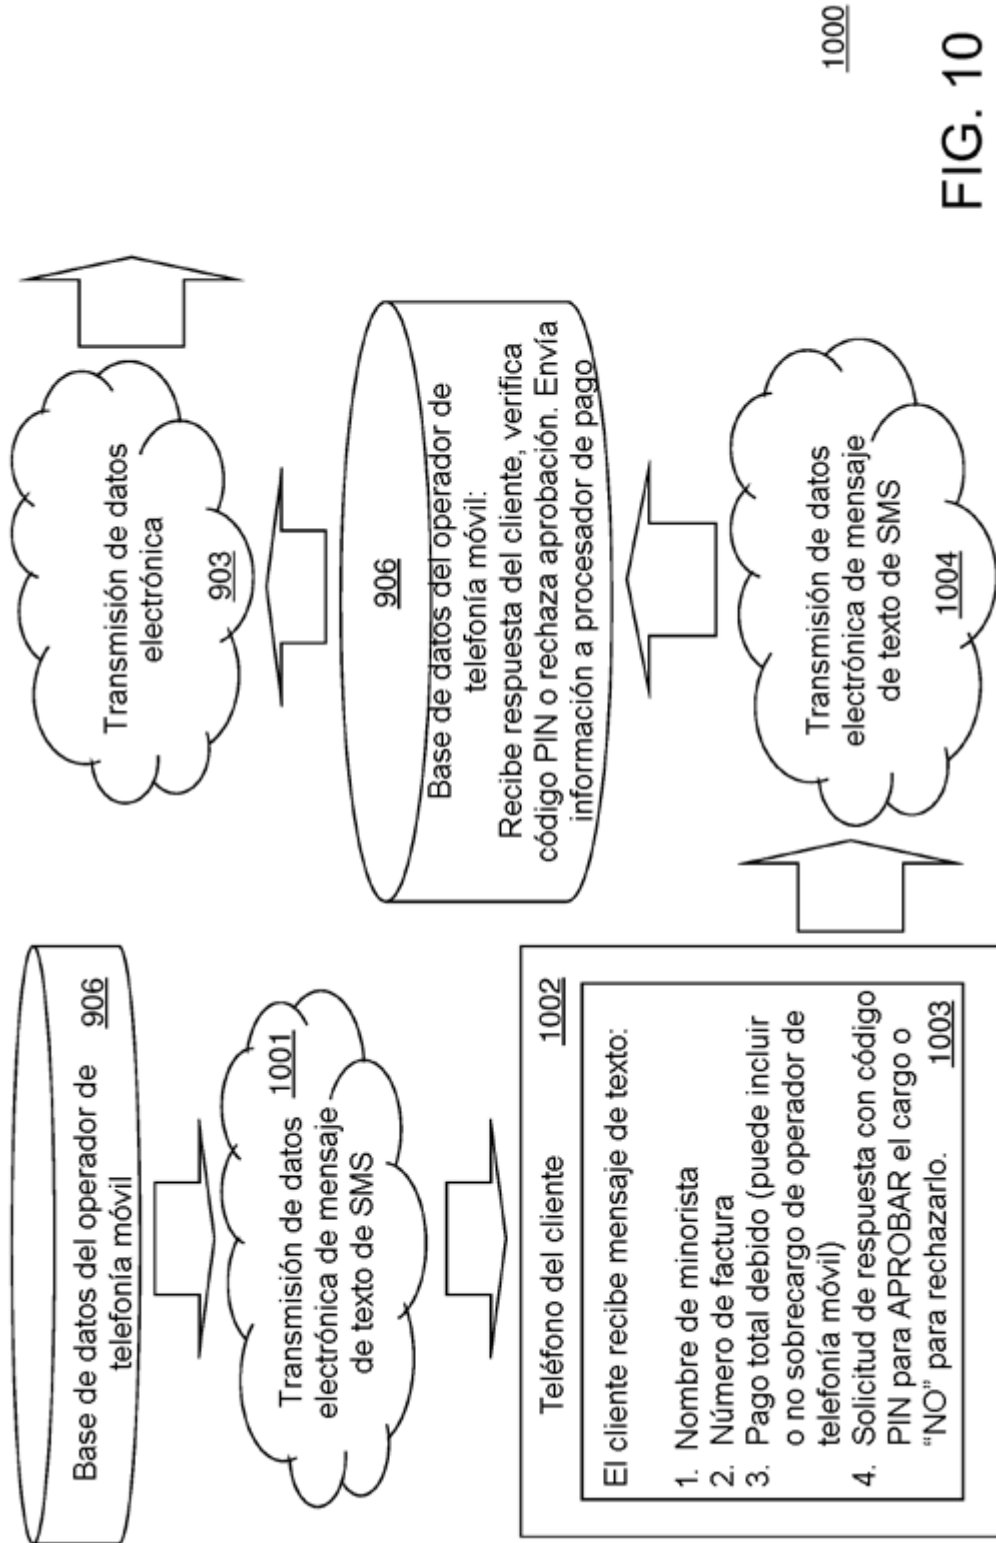 Base de datos del operador de
telefonía móvil
906
Transmisión de datos
electrónica de mensaje
de texto de SMS
1001
Teléfono del cliente
1002
El cliente recibe mensaje de texto:
1. Nombre de minorista
2. Número de factura
3. Pago total debido (puede incluir
o no sobrecargo de operador de
telefonía móvil)
4. Solicitud de respuesta con código
PIN para APROBAR el cargo o
“NO” para rechazarlo.
1003
Transmisión de datos
electrónica de mensaje
de texto de SMS
1004
906
Base de datos del operador de
telefonía móvil:
Recibe respuesta del cliente, verifica
código PIN o rechaza aprobación. Envía
información a procesador de pago
Transmisión de datos
electrónica
903
1000
FIG. 10